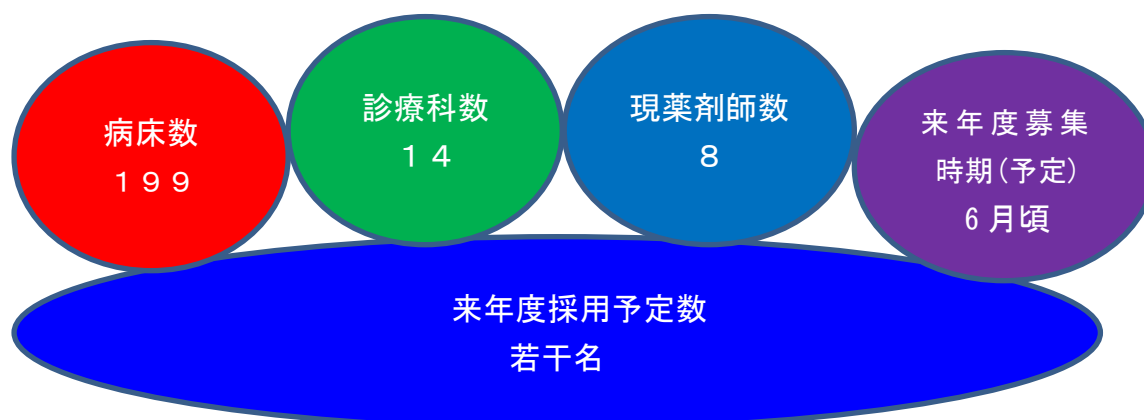 病床数
１９９
診療科数
１４
現薬剤師数
８
来年度募集
時期(予定)
6月頃
来年度採用予定数
若干名